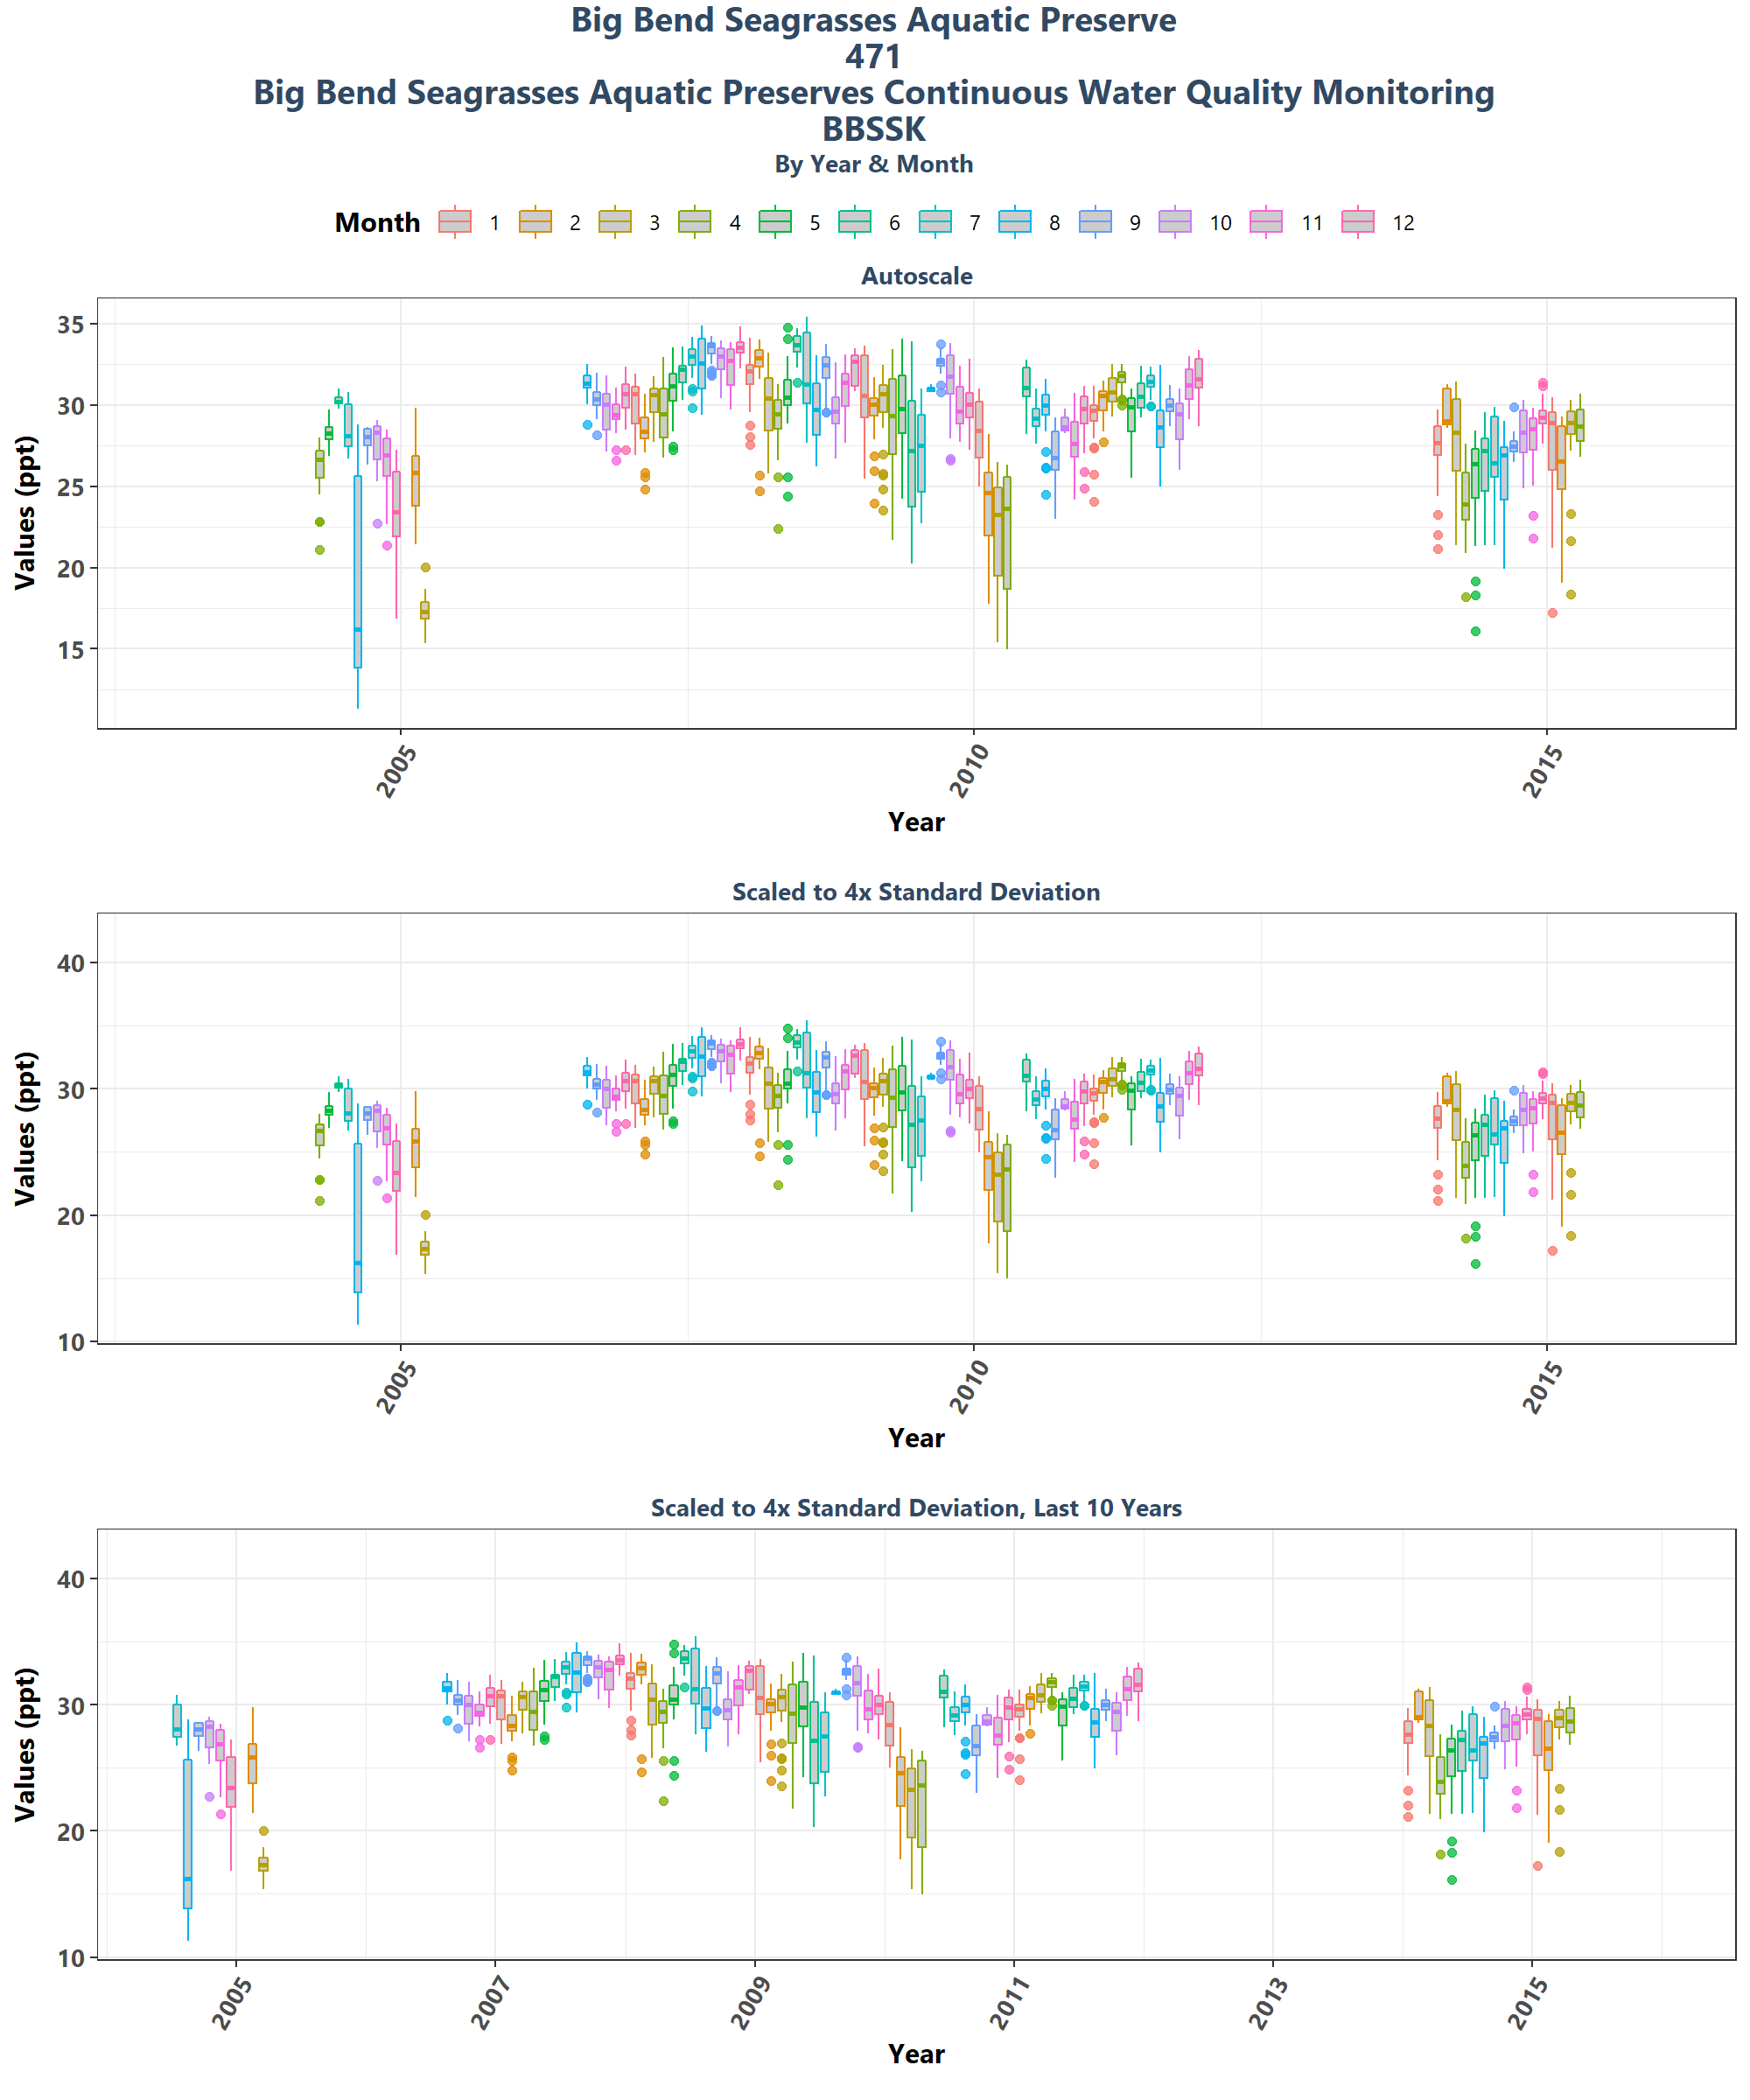 Big Bend Seagrasses Aquatic Preserve
471
Big Bend Seagrasses Aquatic Preserves Continuous Water Quality Monitoring
BBSSK
By Year & Month
Month 1 2 3 4 5 6 7 8 9 10 11 12
Autoscale
Values (ppt)
35
30
25
20
15
2005 2010 2015
Year
Scaled to 4x Standard Deviation
Values (ppt)
40
30
20
10
2005 2010 2015
Year
Scaled to 4x Standard Deviation, Last 10 Years
Values (ppt)
40
30
20
10
2005 2007 2009 2011 2013 2015
Year